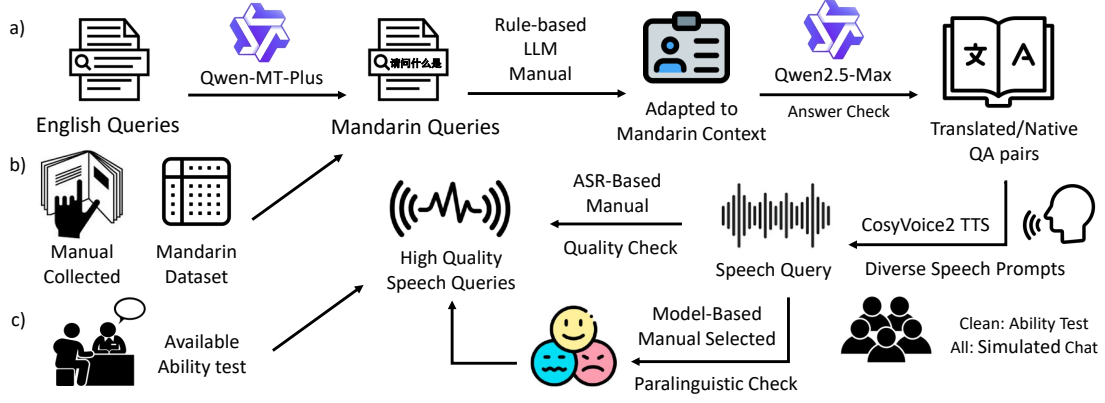 a)
Qwen-MT-Plus
请问什么是
English Queries
Mandarin Queries
Rule-based
LLM
Manual
Adapted to
Mandarin Context
Qwen2.5-Max
Answer Check
文 A
Translated/Native
QA pairs
b)
Manual
Collected
Mandarin
Dataset
High Quality
Speech Queries
ASR-Based
Manual
Quality Check
Speech Query
CosyVoice2 TTS
Diverse Speech Prompts
c)
Available
Ability test
Model-Based
Manual Selected
Paralinguistic Check
Clean: Ability Test
All: Simulated Chat